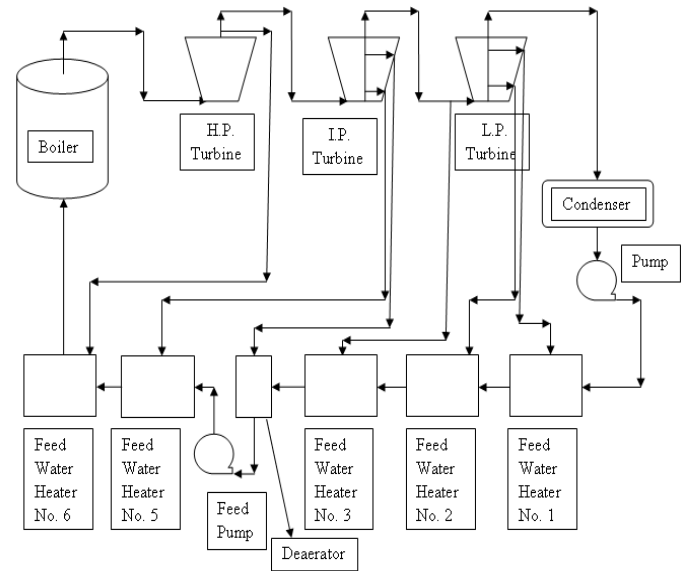 Boiler
H.P.
Turbine
I.P.
Turbine
L.P.
Turbine
Condenser
Pump
Feed
Water
Heater
No. 6
Feed
Water
Heater
No. 5
Feed
Pump
Deaerator
Feed
Water
Heater
No. 3
Feed
Water
Heater
No. 2
Feed
Water
Heater
No. 1